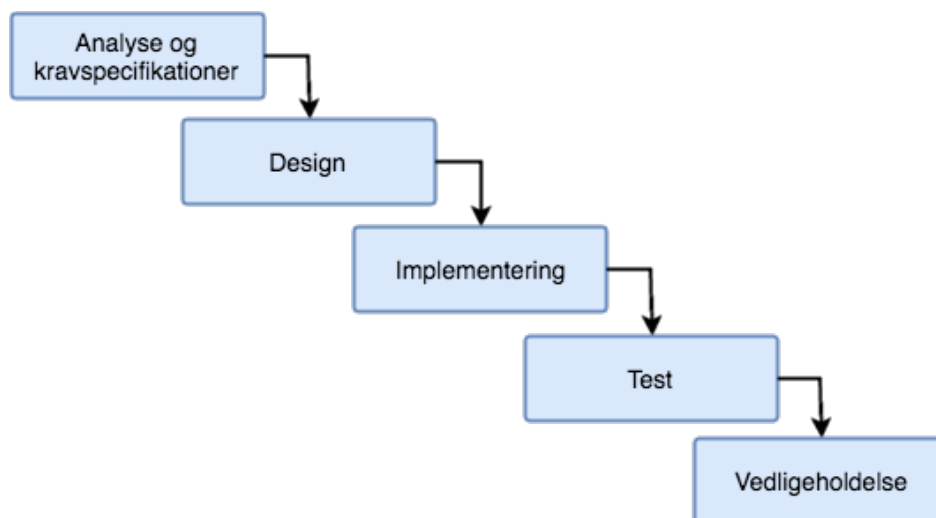 Analyse og
kravspecifikationer
Design
Implementering
Test
Vedligeholdelse